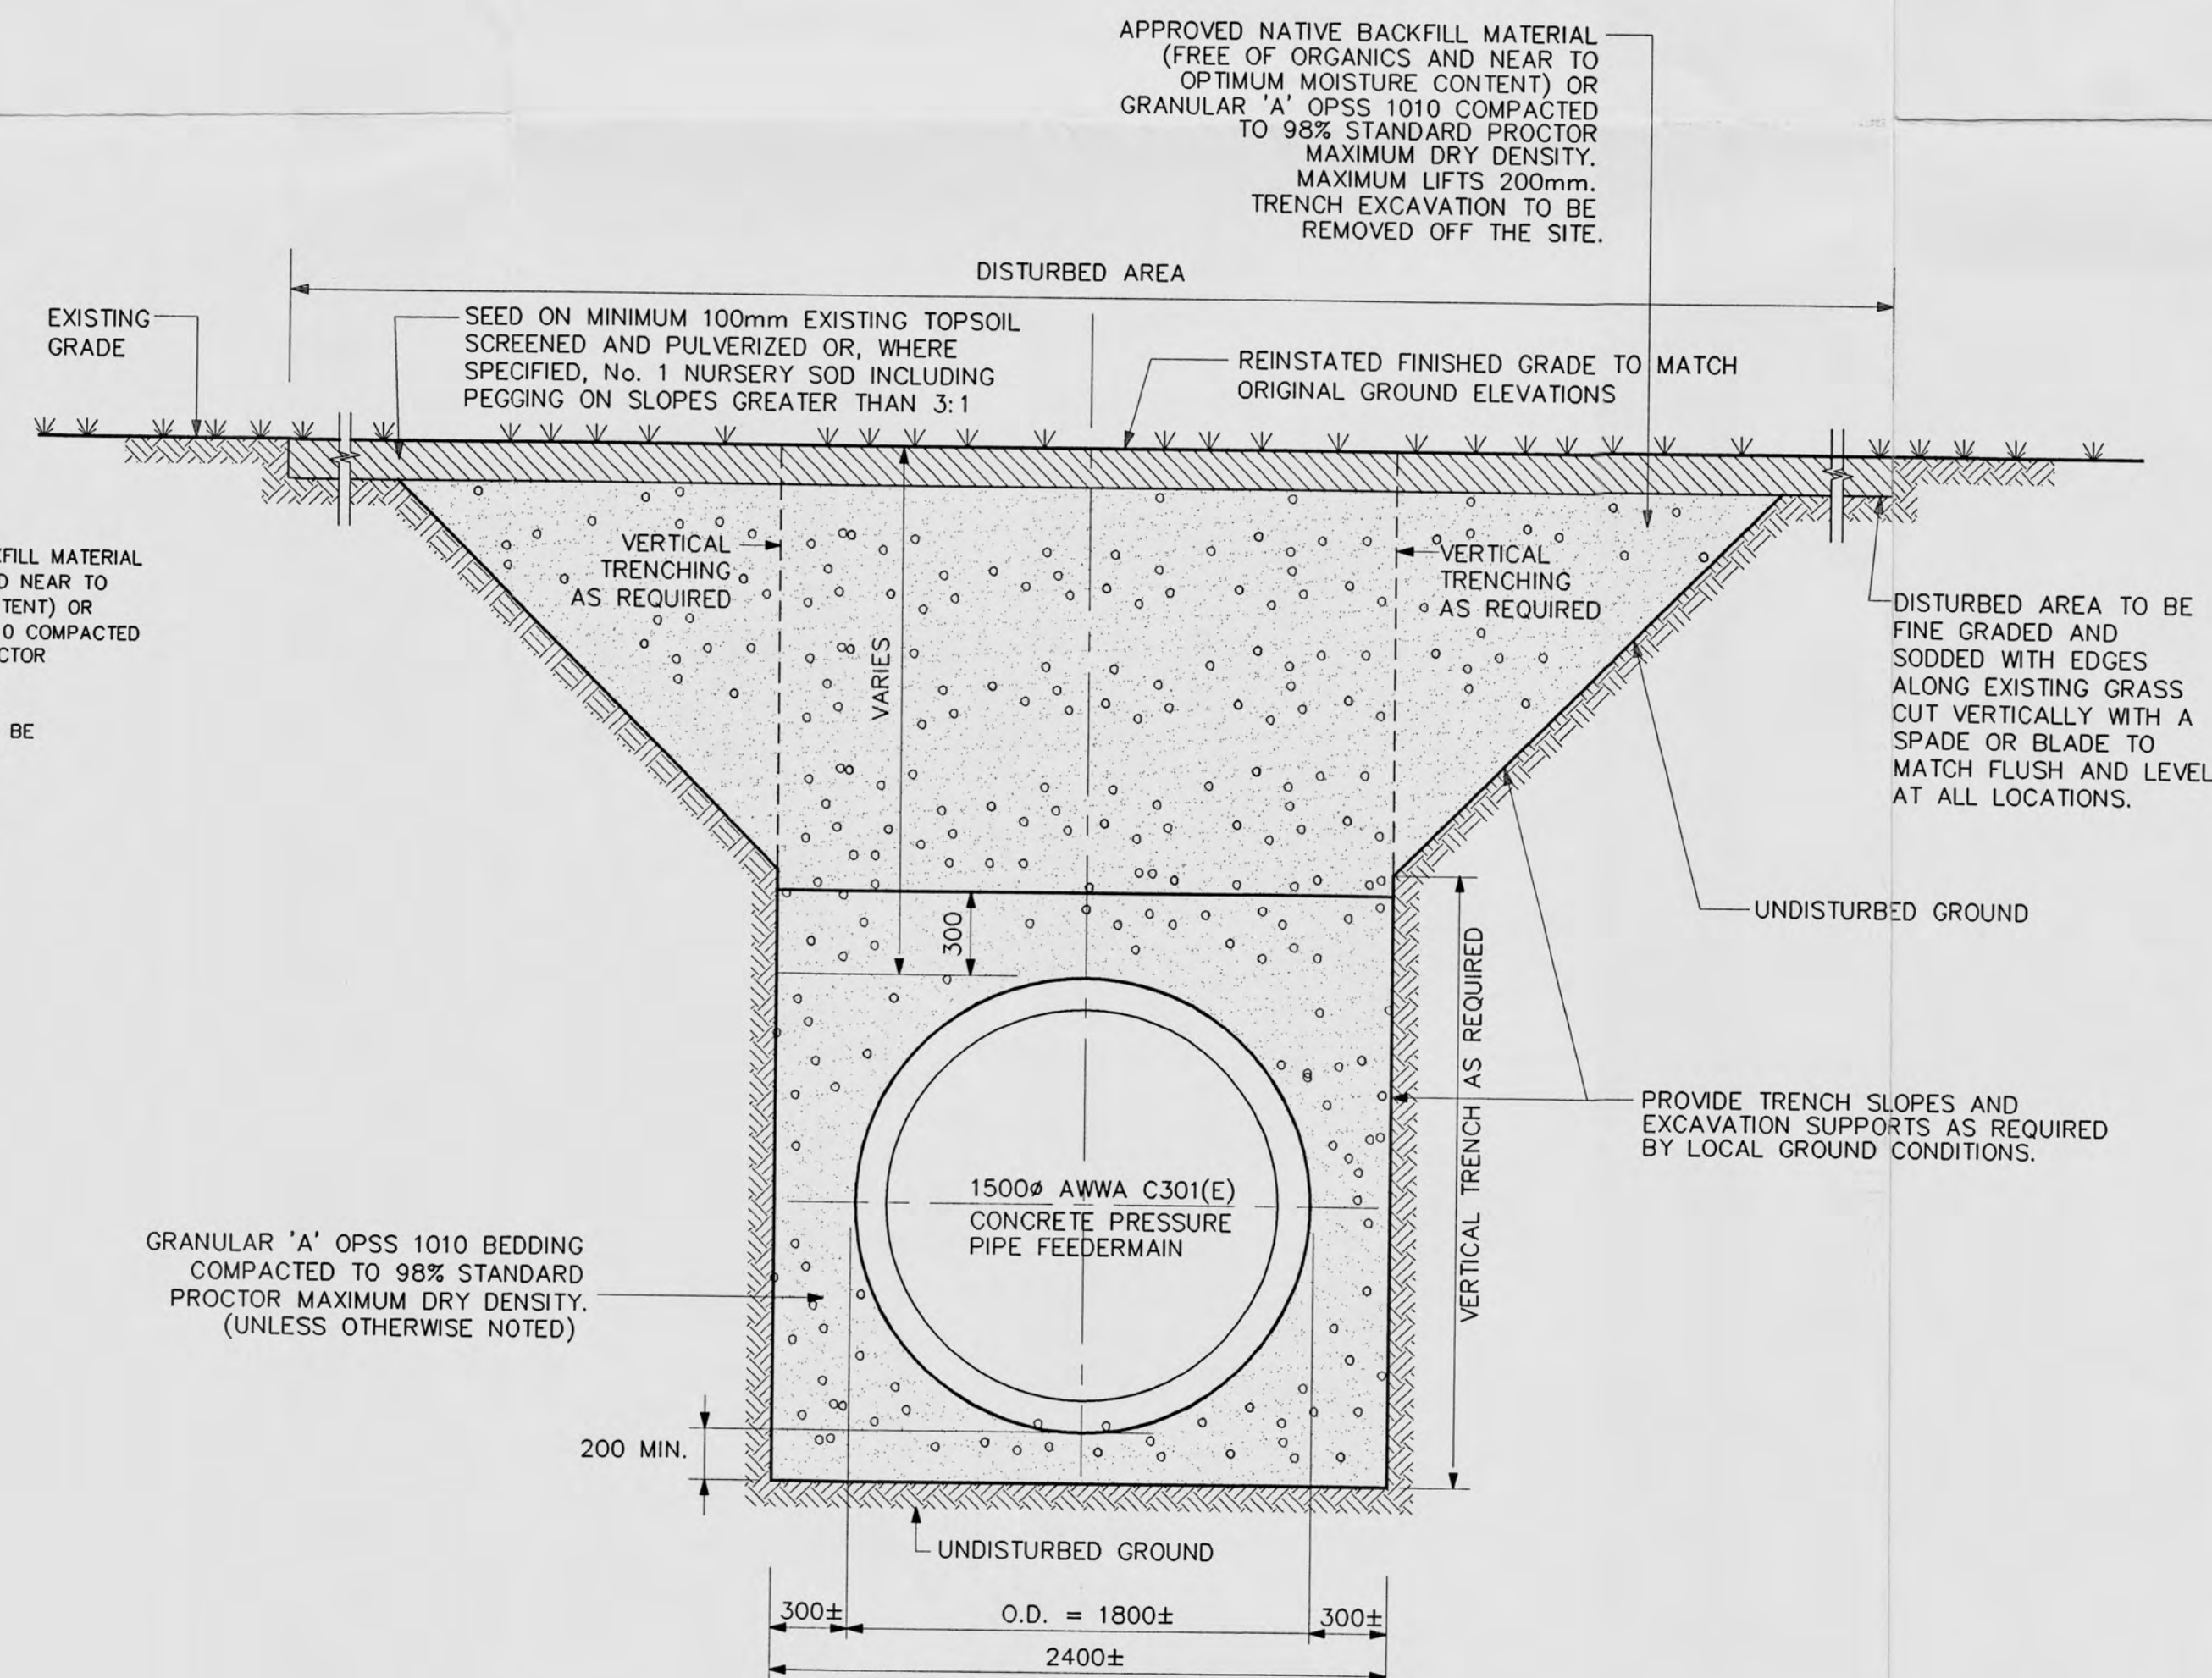 APPROVED NATIVE BACKFILL MATERIAL
(FREE OF ORGANICS AND NEAR TO
OPTIMUM MOISTURE CONTENT) OR
GRANULAR 'A' OPSS 1010 COMPACTED
TO 98% STANDARD PROCTOR
MAXIMUM DRY DENSITY.
MAXIMUM LIFTS 200mm.
TRENCH EXCAVATION TO BE
REMOVED OFF THE SITE.
DISTURBED AREA
EXISTING
GRADE
SEED ON MINIMUM 100mm EXISTING TOPSOIL
SCREENED AND PULVERIZED OR, WHERE
SPECIFIED, No. 1 NURSERY SOD INCLUDING
PEGGING ON SLOPES GREATER THAN 3:1
REINSTATED FINISHED GRADE TO MATCH
ORIGINAL GROUND ELEVATIONS
FILL MATERIAL
NEAR TO
TENT) OR
0 COMPACTED
CTOR
BE
VERTICAL
TRENCHING
AS REQUIRED
VERTICAL
TRENCHING
AS REQUIRED
VARIES
DISTURBED AREA TO BE
FINE GRADED AND
SODDED WITH EDGES
ALONG EXISTING GRASS
CUT VERTICALLY WITH A
SPADE OR BLADE TO
MATCH FLUSH AND LEVEL
AT ALL LOCATIONS.
300
UNDISTURBED GROUND
VERTICAL TRENCH AS REQUIRED
PROVIDE TRENCH SLOPES AND
EXCAVATION SUPPORTS AS REQUIRED
BY LOCAL GROUND CONDITIONS.
1500ø AWWA C301(E)
CONCRETE PRESSURE
PIPE FEEDERMAIN
GRANULAR 'A' OPSS 1010 BEDDING
COMPACTED TO 98% STANDARD
PROCTOR MAXIMUM DRY DENSITY.
(UNLESS OTHERWISE NOTED)
200 MIN.
UNDISTURBED GROUND
300±
O.D. = 1800±
300±
2400±